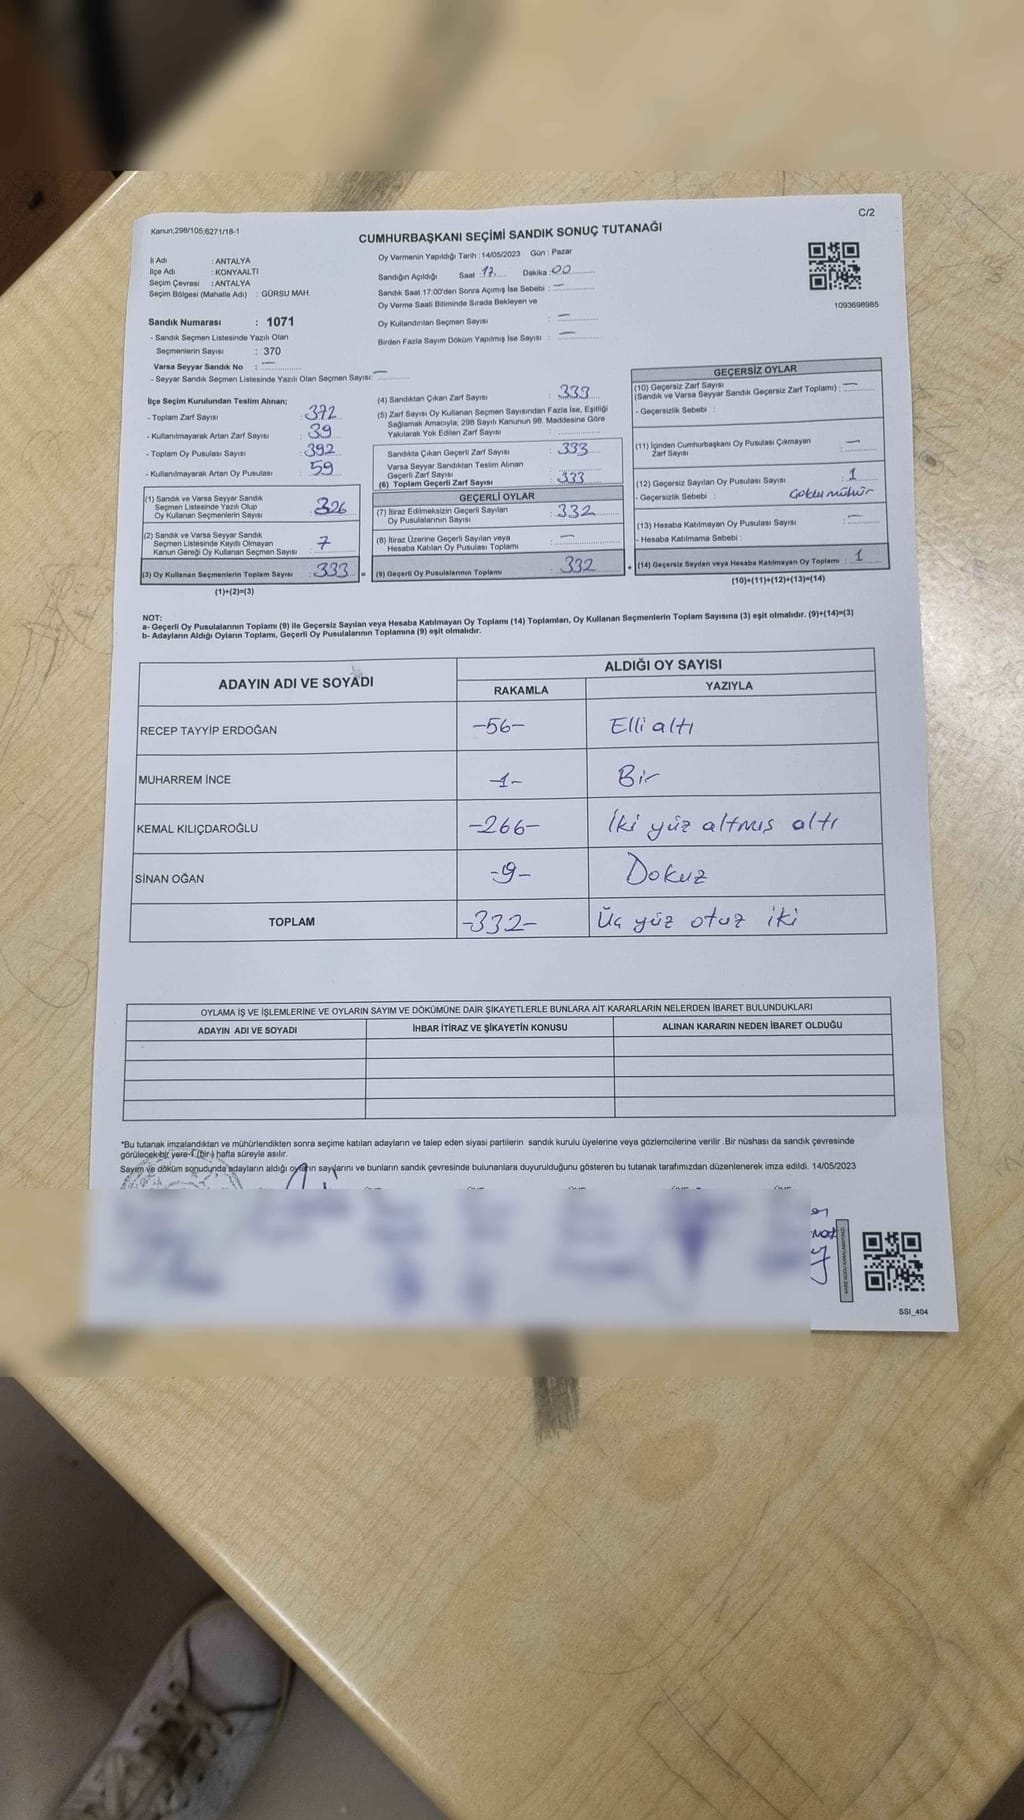 C/2
Kanun;298/105;6271/18-1
CUMHURBAŞKANI SEÇİMİ SANDIK SONUÇ TUTANAĞI
İl Adı : ANTALYA
İlçe Adı : KONYAALTI
Seçim Çevresi : ANTALYA
Seçim Bölgesi (Mahalle Adı) : GÜRSU MAH.
Sandık Numarası : 1071
- Sandık Seçmen Listesinde Yazılı Olan
Seçmenlerin Sayısı : 370
Varsa Seyyar Sandık No : —
- Seyyar Sandık Seçmen Listesinde Yazılı Olan Seçmen Sayısı: —
Oy Vermenin Yapıldığı Tarih : 14/05/2023 Gün : Pazar
Sandığın Açıldığı Saat : 17 Dakika : 00
Sandık Saat 17:00'den Sonra Açımış İse Sebebi : —
Oy Verme Saati Bitiminde Sırada Bekleyen ve
Oy Kullandırılan Seçmen Sayısı : —
Birden Fazla Sayım Döküm Yapılmış İse Sayısı : —
1093698985
İlçe Seçim Kurulundan Teslim Alınan;
- Toplam Zarf Sayısı : 372
- Kullanılmayarak Artan Zarf Sayısı : 39
- Toplam Oy Pusulası Sayısı : 392
- Kullanılmayarak Artan Oy Pusulası : 59
(1) Sandık ve Varsa Seyyar Sandık
Seçmen Listesinde Yazılı Olup
Oy Kullanan Seçmenlerin Sayısı : 326
(2) Sandık ve Varsa Seyyar Sandık
Seçmen Listesinde Kayıtlı Olmayan
Kanun Gereği Oy Kullanan Seçmen Sayısı : 7
(3) Oy Kullanan Seçmenlerin Toplam Sayısı : 333
(1)+(2)=(3)
(4) Sandıktan Çıkan Zarf Sayısı : 333
(5) Zarf Sayısı Oy Kullanan Seçmen Sayısından Fazla İse, Eşitliği
Sağlamak Amacıyla; 298 Sayılı Kanunun 98. Maddesine Göre
Yakılarak Yok Edilen Zarf Sayısı :
Sandıkta Çıkan Geçerli Zarf Sayısı : 333
Varsa Seyyar Sandıktan Teslim Alınan
Geçerli Zarf Sayısı :
(6) Toplam Geçerli Zarf Sayısı : 333
GEÇERLİ OYLAR
(7) İtiraz Edilmeksizin Geçerli Sayılan
Oy Pusulalarının Sayısı : 332
(8) İtiraz Üzerine Geçerli Sayılan veya
Hesaba Katılan Oy Pusulası Toplamı : —
= (9) Geçerli Oy Pusulalarının Toplamı : 332
GEÇERSİZ OYLAR
(10) Geçersiz Zarf Sayısı
(Sandık ve Varsa Seyyar Sandık Geçersiz Zarf Toplamı) : —
- Geçersizlik Sebebi :
(11) İçinden Cumhurbaşkanı Oy Pusulası Çıkmayan
Zarf Sayısı : —
(12) Geçersiz Sayılan Oy Pusulası Sayısı : 1
- Geçersizlik Sebebi :
(13) Hesaba Katılmayan Oy Pusulası Sayısı : —
- Hesaba Katılmama Sebebi :
+ (14) Geçersiz Sayılan veya Hesaba Katılmayan Oy Toplamı : 1
(10)+(11)+(12)+(13)=(14)
NOT:
a- Geçerli Oy Pusulalarının Toplamı (9) ile Geçersiz Sayılan veya Hesaba Katılmayan Oy Toplamı (14) Toplamları, Oy Kullanan Seçmenlerin Toplam Sayısına (3) eşit olmalıdır. (9)+(14)=(3)
b- Adayların Aldığı Oyların Toplamı, Geçerli Oy Pusulalarının Toplamına (9) eşit olmalıdır.
ADAYIN ADI VE SOYADI
ALDIĞI OY SAYISI
RAKAMLA YAZIYLA
RECEP TAYYİP ERDOĞAN -56- Elli altı
MUHARREM İNCE -1- Bir
KEMAL KILIÇDAROĞLU -266- İki yüz altmış altı
SİNAN OĞAN -9- Dokuz
TOPLAM -332- Üç yüz otuz iki
OYLAMA İŞ VE İŞLEMLERİNE VE OYLARIN SAYIM VE DÖKÜMÜNE DAİR ŞİKAYETLERLE BUNLARA AİT KARARLARIN NELERDEN İBARET BULUNDUKLARI
ADAYIN ADI VE SOYADI İHBAR İTİRAZ VE ŞİKAYETİN KONUSU ALINAN KARARIN NEDEN İBARET OLDUĞU
*Bu tutanak imzalandıktan ve mühürlendikten sonra seçime katılan adayların ve talep eden siyasi partilerin sandık kurulu üyelerine veya gözlemcilerine verilir .Bir nüshası da sandık çevresinde
görülecek bir yere 1 (bir) hafta süreyle asılır.
Sayım ve döküm sonucunda adayların aldığı oyların sayılarını ve bunların sandık çevresinde bulunanlara duyurulduğunu gösteren bu tutanak tarafımızdan düzenlenerek imza edildi. 14/05/2023
SSI_404